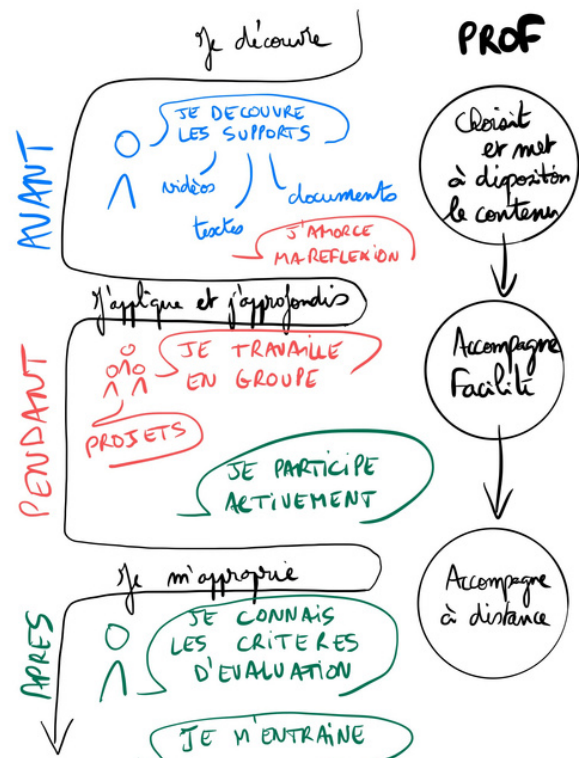 Je découvre
PROF
AVANT
JE DECOUVRE
LES SUPPORTS
vidéos
textes
documents
J'AMORCE
MA REFLEXION
Choisit
et met
à disposition
le contenu
J'applique et j'approfondis
PENDANT
JE TRAVAILLE
EN GROUPE
PROJETS
JE PARTICIPE
ACTIVEMENT
Accompagne
Facilite
Je m'approprie
APRES
JE CONNAIS
LES CRITERES
D'EVALUATION
JE M'ENTRAÎNE
Accompagne
à distance